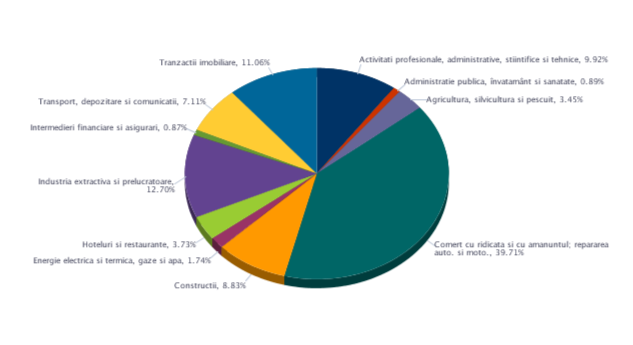 Tranzactii imobiliare, 11.06%
Activitati profesionale, administrative, stiintifice si tehnice, 9.92%
Administratie publica, învatamânt si sanatate, 0.89%
Agricultura, silvicultura si pescuit, 3.45%
Transport, depozitare si comunicatii, 7.11%
Intermedieri financiare si asigurari, 0.87%
Industria extractiva si prelucratoare,
12.70%
Hoteluri si restaurante, 3.73%
Energie electrica si termica, gaze si apa, 1.74%
Constructii, 8.83%
Comert cu ridicata si cu amanuntul; repararea
auto. si moto., 39.71%